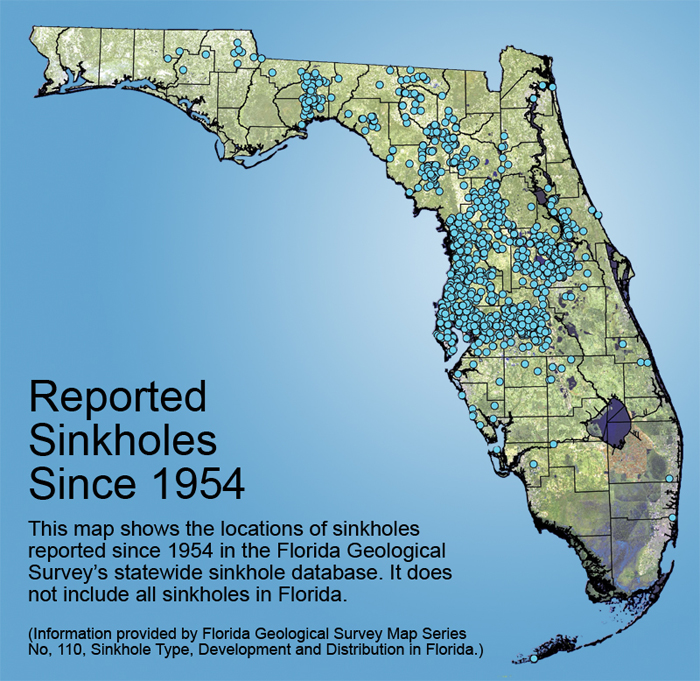 Reported
Sinkholes
Since 1954
This map shows the locations of sinkholes
reported since 1954 in the Florida Geological
Survey's statewide sinkhole database. It does
not include all sinkholes in Florida.
(Information provided by Florida Geological Survey Map Series
No, 110, Sinkhole Type, Development and Distribution in Florida.)